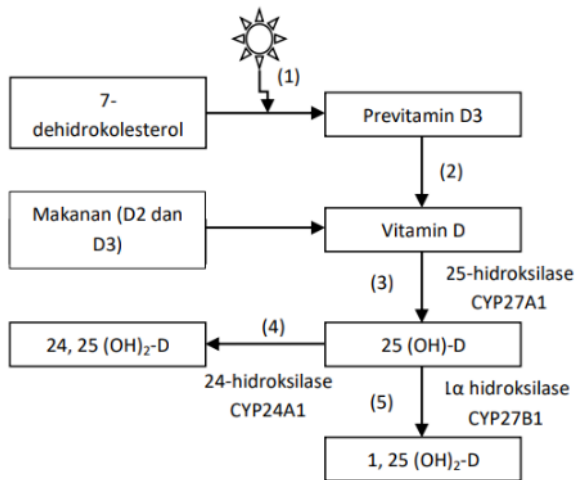 (1)
7-
dehidrokolesterol
Previtamin D3
(2)
Makanan (D2 dan
D3)
Vitamin D
(3)
25-hidroksilase
CYP27A1
(4)
24, 25 (OH)₂-D
25 (OH)-D
24-hidroksilase
CYP24A1
(5)
Lα hidroksilase
CYP27B1
1, 25 (OH)₂-D